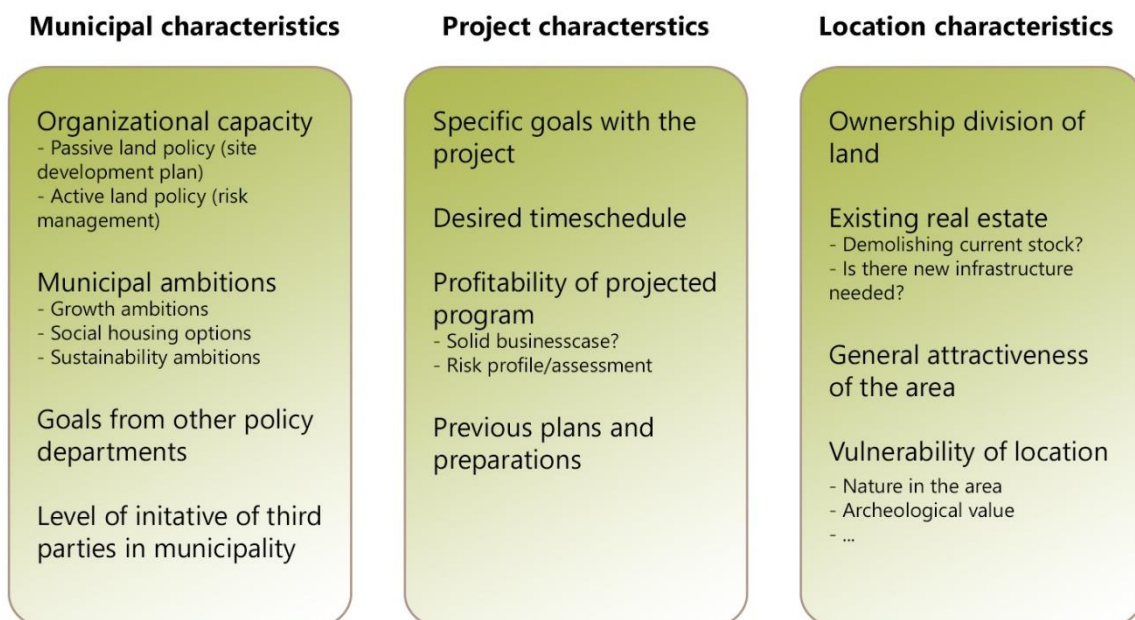 Municipal characteristics
Organizational capacity
- Passive land policy (site
development plan)
- Active land policy (risk
management)
Municipal ambitions
- Growth ambitions
- Social housing options
- Sustainability ambitions
Goals from other policy
departments
Level of initative of third
parties in municipality
Project characterstics
Specific goals with the
project
Desired timeschedule
Profitability of projected
program
- Solid businesscase?
- Risk profile/assessment
Previous plans and
preparations
Location characteristics
Ownership division of
land
Existing real estate
- Demolishing current stock?
- Is there new infrastructure
needed?
General attractiveness
of the area
Vulnerability of location
- Nature in the area
- Archeological value
- ...